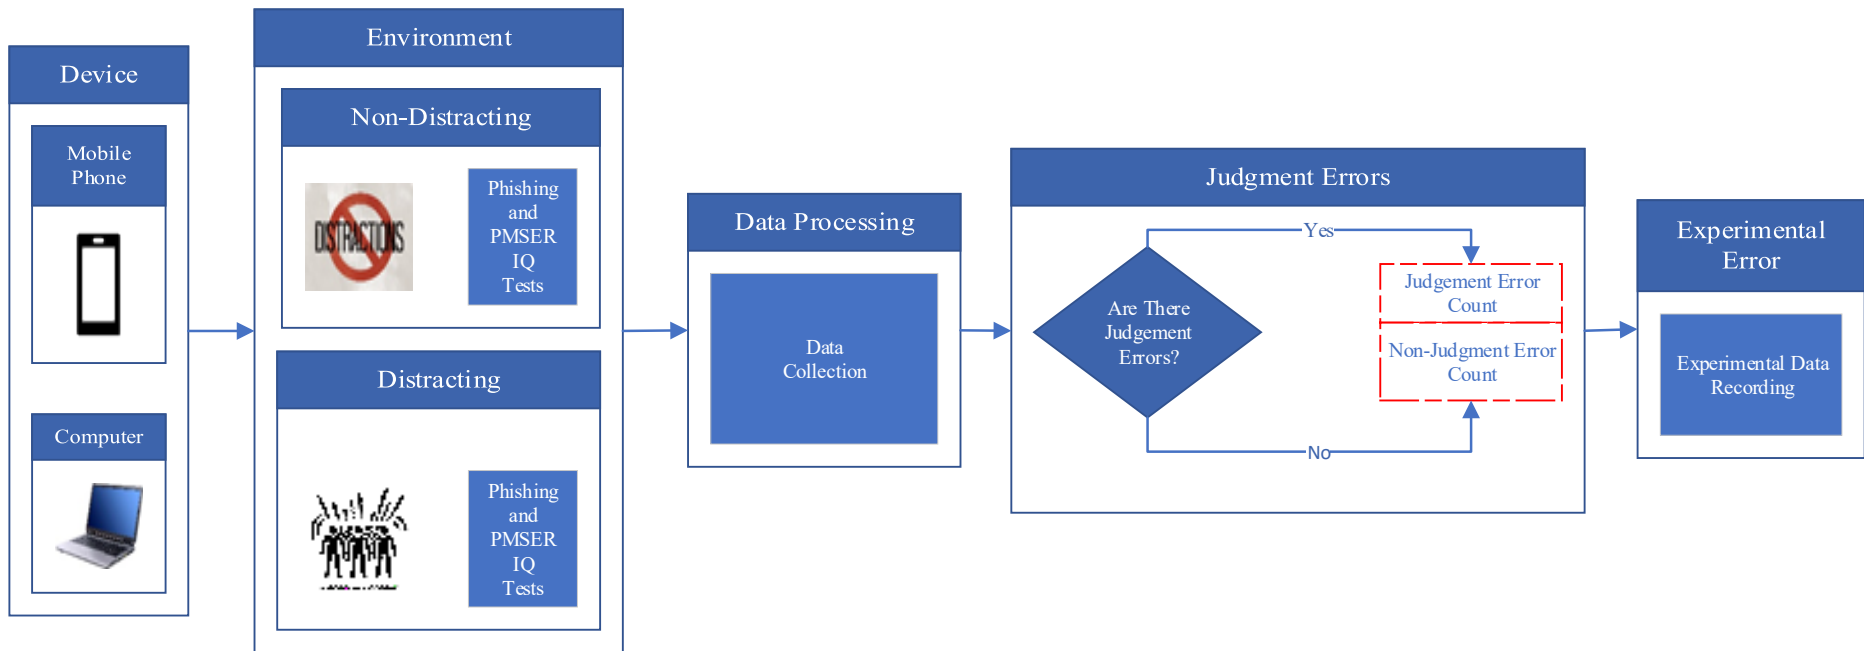 Device
Mobile
Phone
Computer
Environment
Non-Distracting
DISTRACTIONS
Phishing
and
PMSER
IQ
Tests
Distracting
Phishing
and
PMSER
IQ
Tests
Data Processing
Data
Collection
Judgment Errors
Are There
Judgement
Errors?
Yes
No
Judgement Error
Count
Non-Judgment Error
Count
Experimental
Error
Experimental Data
Recording